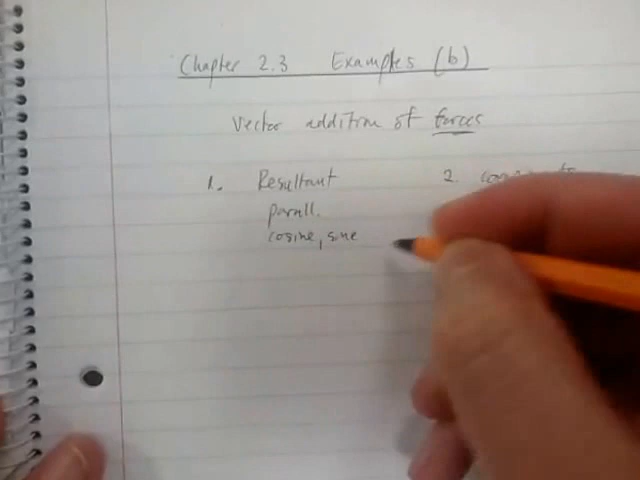 Chapter 2.3 Examples (b)
Vector addition of forces
1. Resultant 2.
parall.
cosine, sine